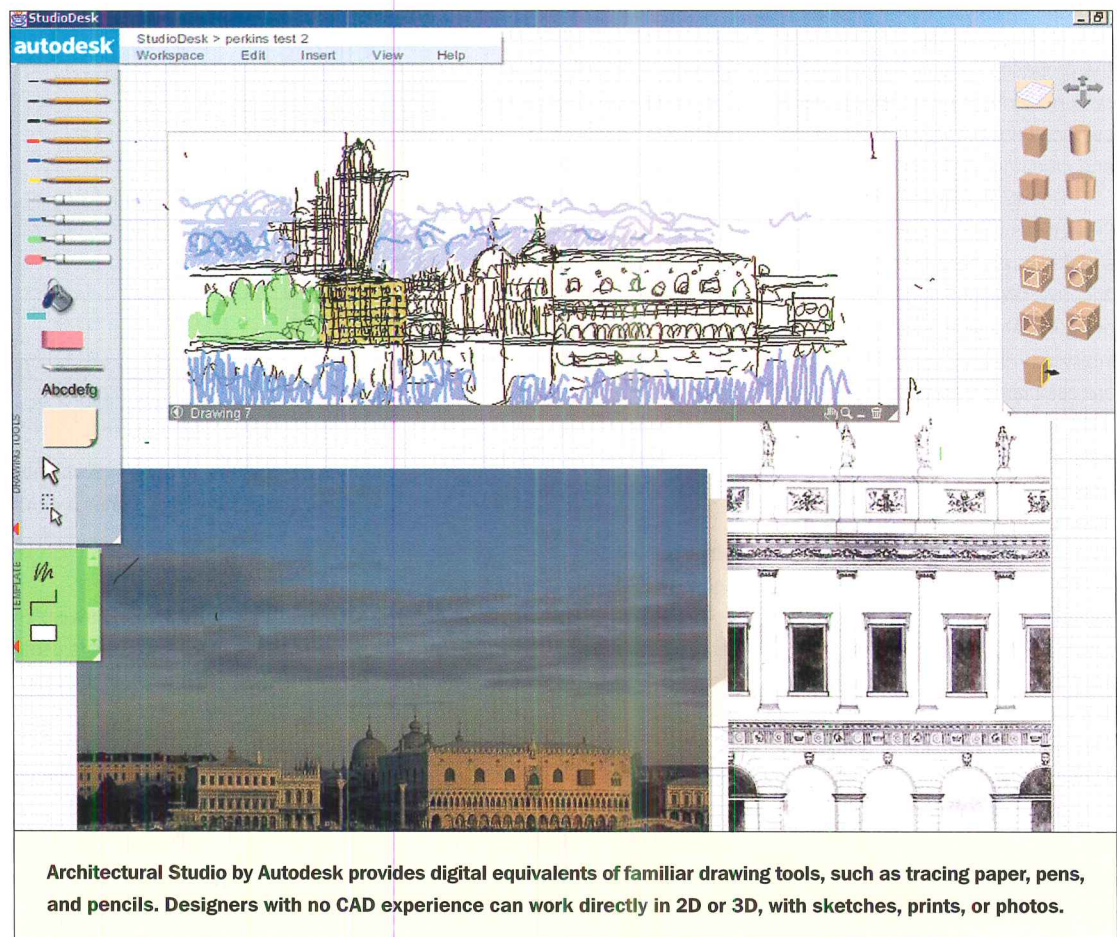 StudioDesk
autodesk
StudioDesk > perkins test 2
Workspace Edit Insert View Help
Abcdefg
DRAWING TOOLS
TEMPLATE
Drawing 7
Architectural Studio by Autodesk provides digital equivalents of familiar drawing tools, such as tracing paper, pens,
and pencils. Designers with no CAD experience can work directly in 2D or 3D, with sketches, prints, or photos.